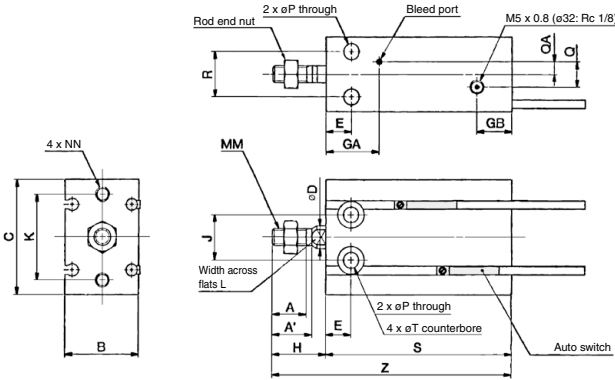 2 x øP through
Bleed port
Rod end nut
M5 x 0.8 (ø32: Rc 1/8)
QA
Q
R
E
GA
GB
4 x NN
MM
øD
C
K
J
Width across
flats L
A
A'
E
2 x øP through
4 x øT counterbore
Auto switch
B
H
S
Z